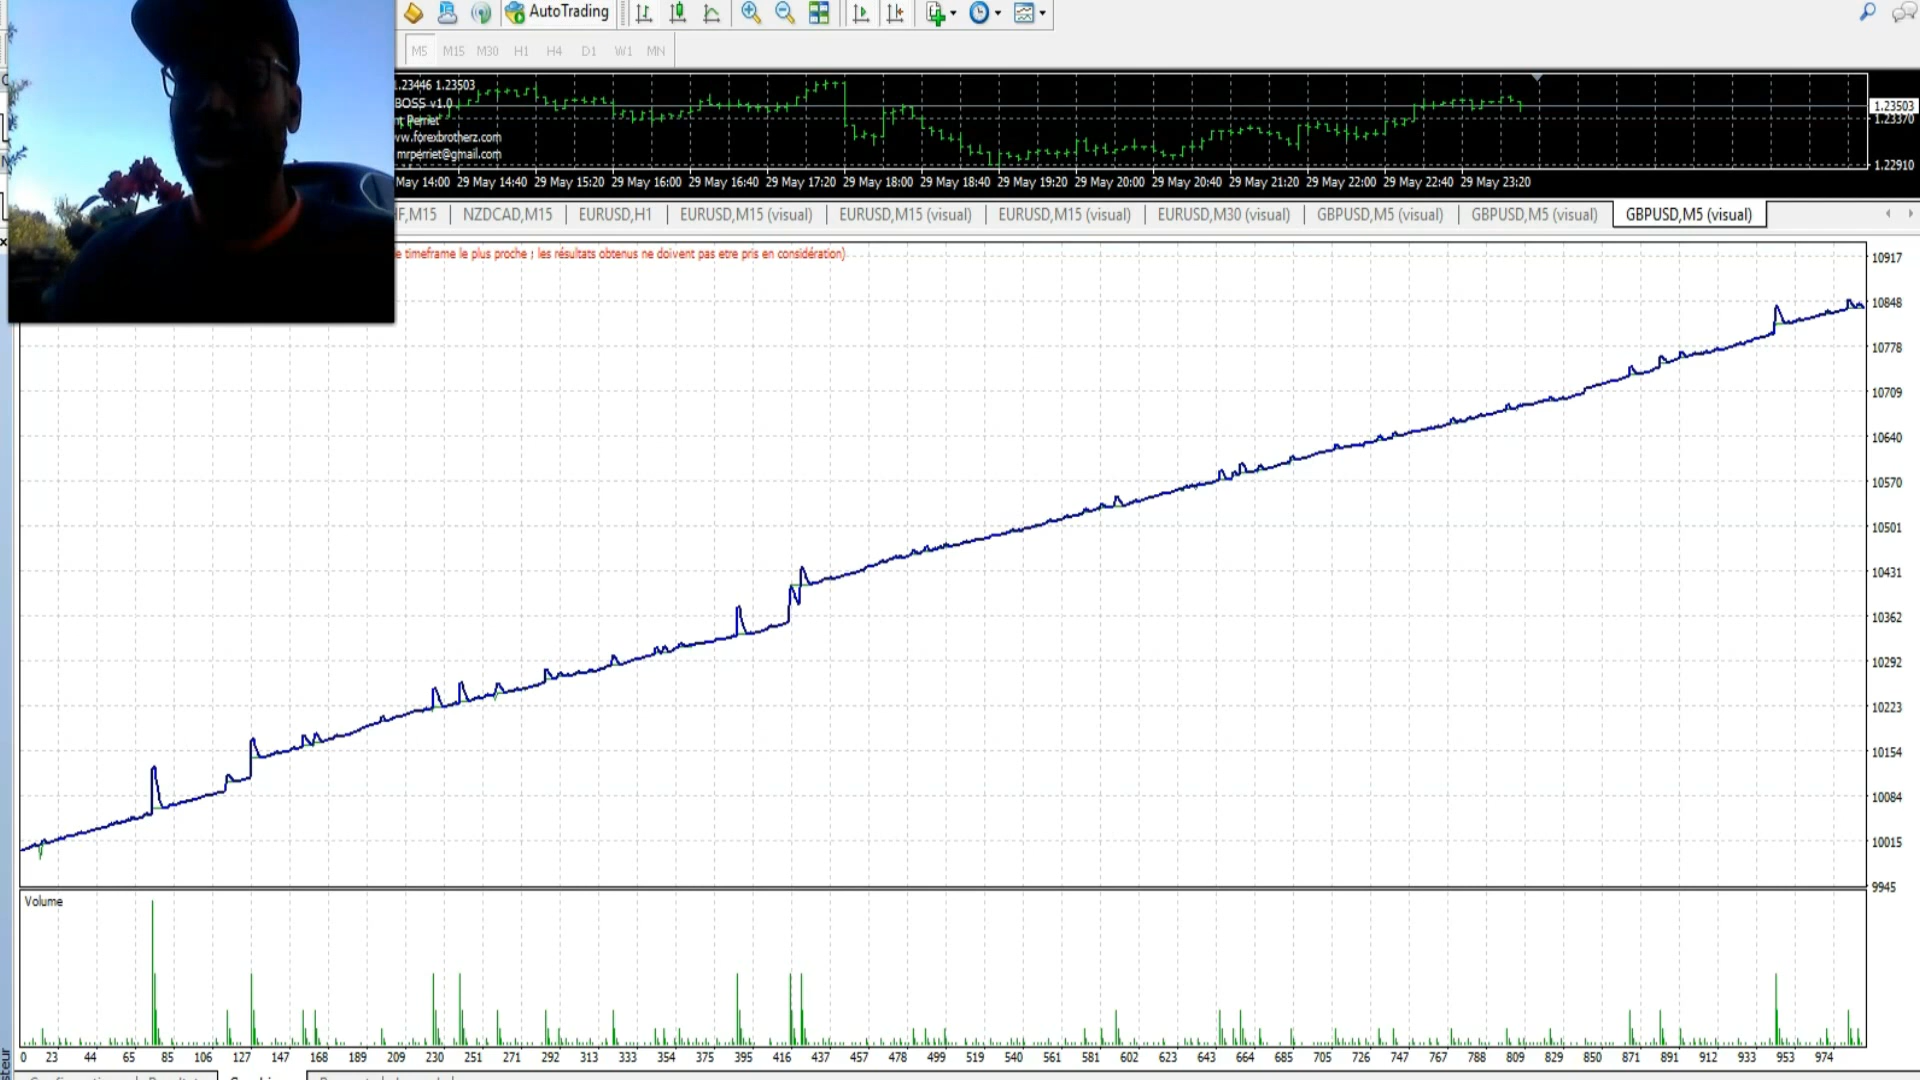 AutoTrading
M5 M15 M30 H1 H4 D1 W1 MN
1.23446 1.23503
BOSS v1.0
Perriet
w.forexbrotherz.com
mrperriet@gmail.com
1.23503
1.23370
1.22910
May 14:00 29 May 14:40 29 May 15:20 29 May 16:00 29 May 16:40 29 May 17:20 29 May 18:00 29 May 18:40 29 May 19:20 29 May 20:00 29 May 20:40 29 May 21:20 29 May 22:00 29 May 22:40 29 May 23:20
F,M15 NZDCAD,M15 EURUSD,H1 EURUSD,M15 (visual) EURUSD,M15 (visual) EURUSD,M15 (visual) EURUSD,M30 (visual) GBPUSD,M5 (visual) GBPUSD,M5 (visual) GBPUSD,M5 (visual)
e timeframe le plus proche ; les résultats obtenus ne doivent pas etre pris en considération)
10917
10848
10778
10709
10640
10570
10501
10431
10362
10292
10223
10154
10084
10015
9945
Volume
0 23 44 65 85 106 127 147 168 189 209 230 251 271 292 313 333 354 375 395 416 437 457 478 499 519 540 561 581 602 623 643 664 685 705 726 747 767 788 809 829 850 871 891 912 933 953 974